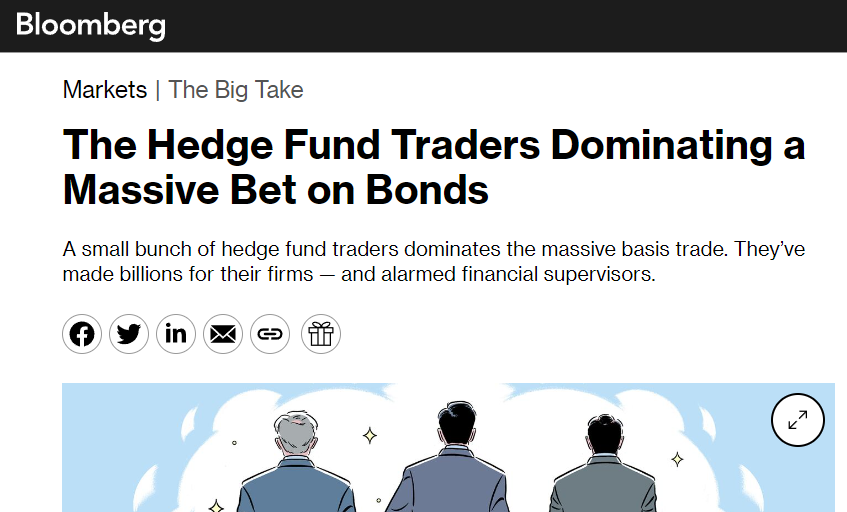 Bloomberg
Markets | The Big Take
The Hedge Fund Traders Dominating a
Massive Bet on Bonds
A small bunch of hedge fund traders dominates the massive basis trade. They’ve
made billions for their firms — and alarmed financial supervisors.